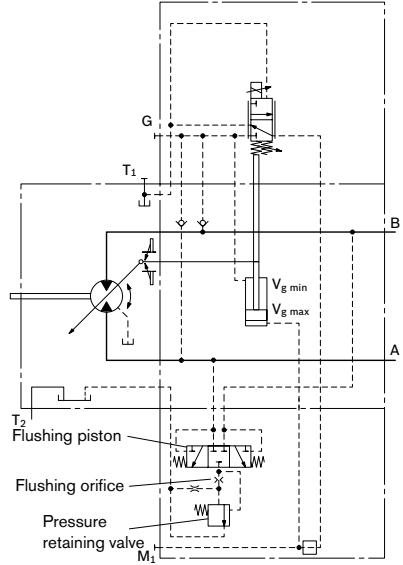 G
T1
B
Vg min
Vg max
A
T2
Flushing piston
Flushing orifice
Pressure
retaining valve
M1